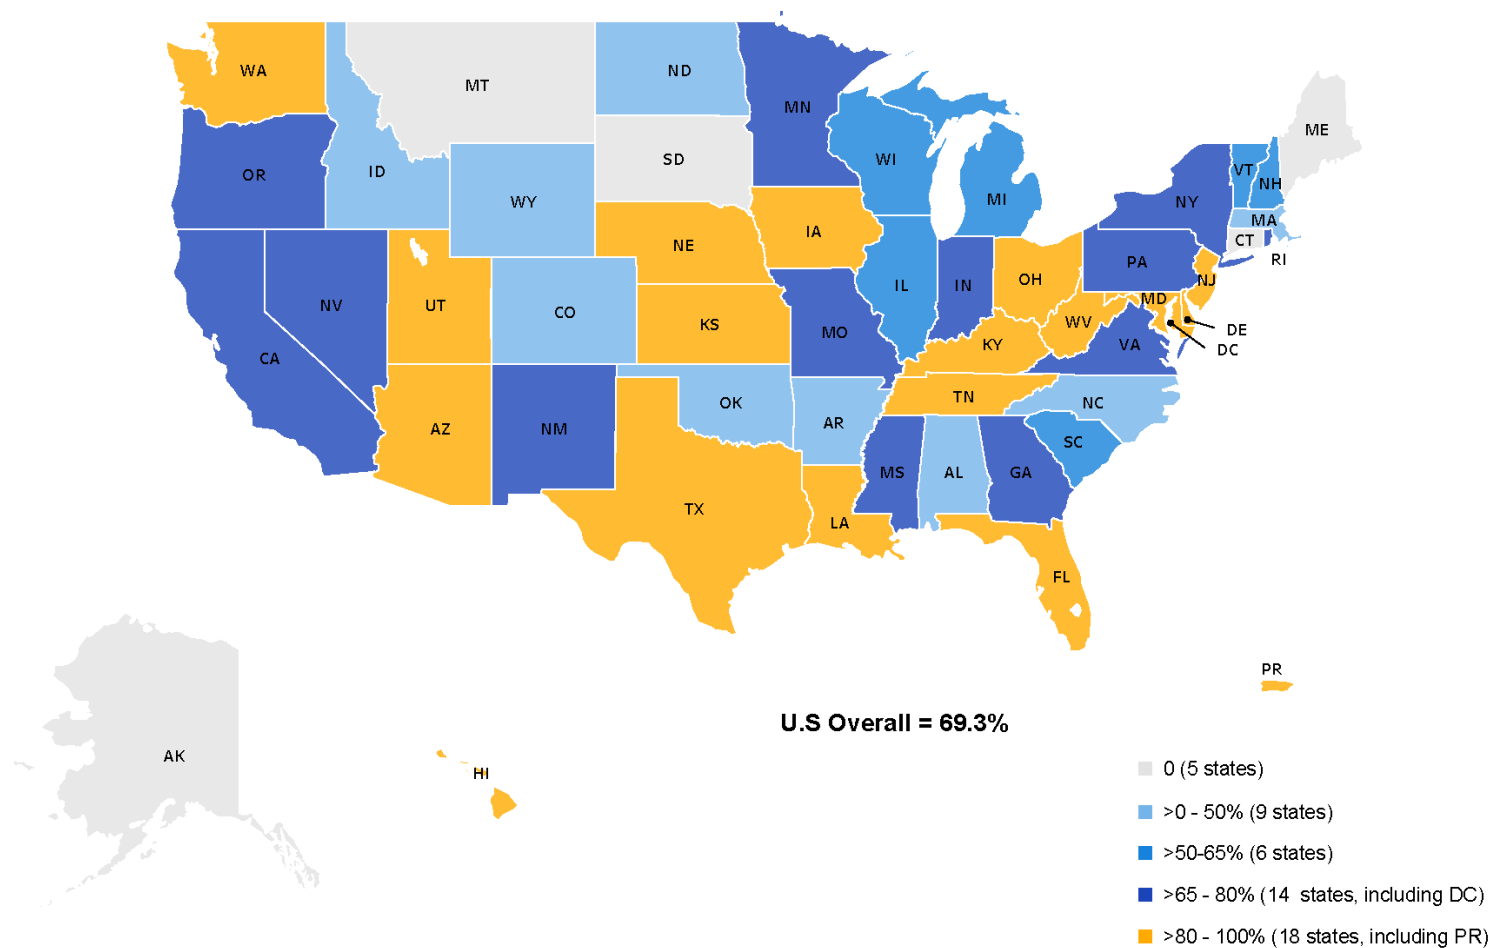 WA
MT
ND
MN
ME
OR
ID
WY
SD
WI
MI
VT
NH
NY
MA
CT
RI
NV
UT
CO
NE
IA
IL
IN
OH
PA
NJ
MD
DE
DC
CA
KS
MO
KY
WV
VA
AZ
NM
OK
AR
TN
NC
SC
TX
LA
MS
AL
GA
FL
PR
AK
HI
U.S Overall = 69.3%
0 (5 states)
>0 - 50% (9 states)
>50-65% (6 states)
>65 - 80% (14 states, including DC)
>80 - 100% (18 states, including PR)